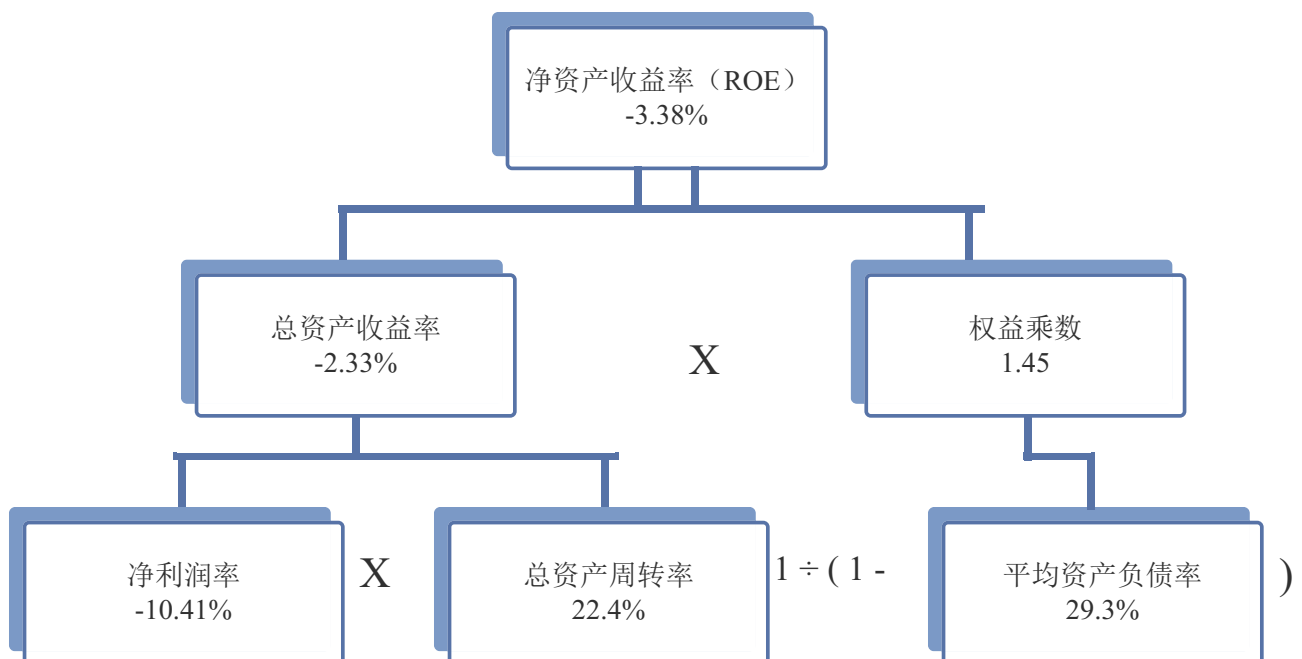 净资产收益率（ROE）
-3.38%
总资产收益率
-2.33%
X
权益乘数
1.45
净利润率
-10.41%
X
总资产周转率
22.4%
1 ÷ ( 1 -
平均资产负债率
29.3%
)